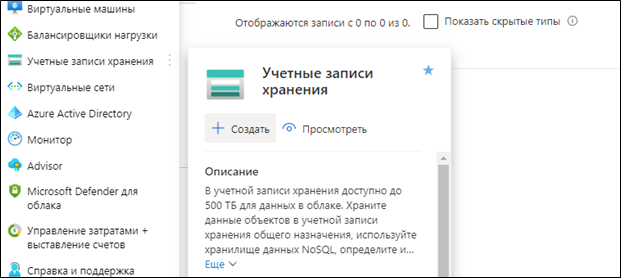 Виртуальные машины
Балансировщики нагрузки
Учетные записи хранения
Виртуальные сети
Azure Active Directory
Монитор
Advisor
Microsoft Defender для
облака
Управление затратами +
выставление счетов
Справка и поддержка
Отображаются записи с 0 по 0 из 0.
Показать скрытые типы
Учетные записи
хранения
Создать
Просмотреть
Описание
В учетной записи хранения доступно до
500 ТБ для данных в облаке. Храните
данные объектов в учетной записи
хранения общего назначения, используйте
хранилище данных NoSQL, определите и...
Еще